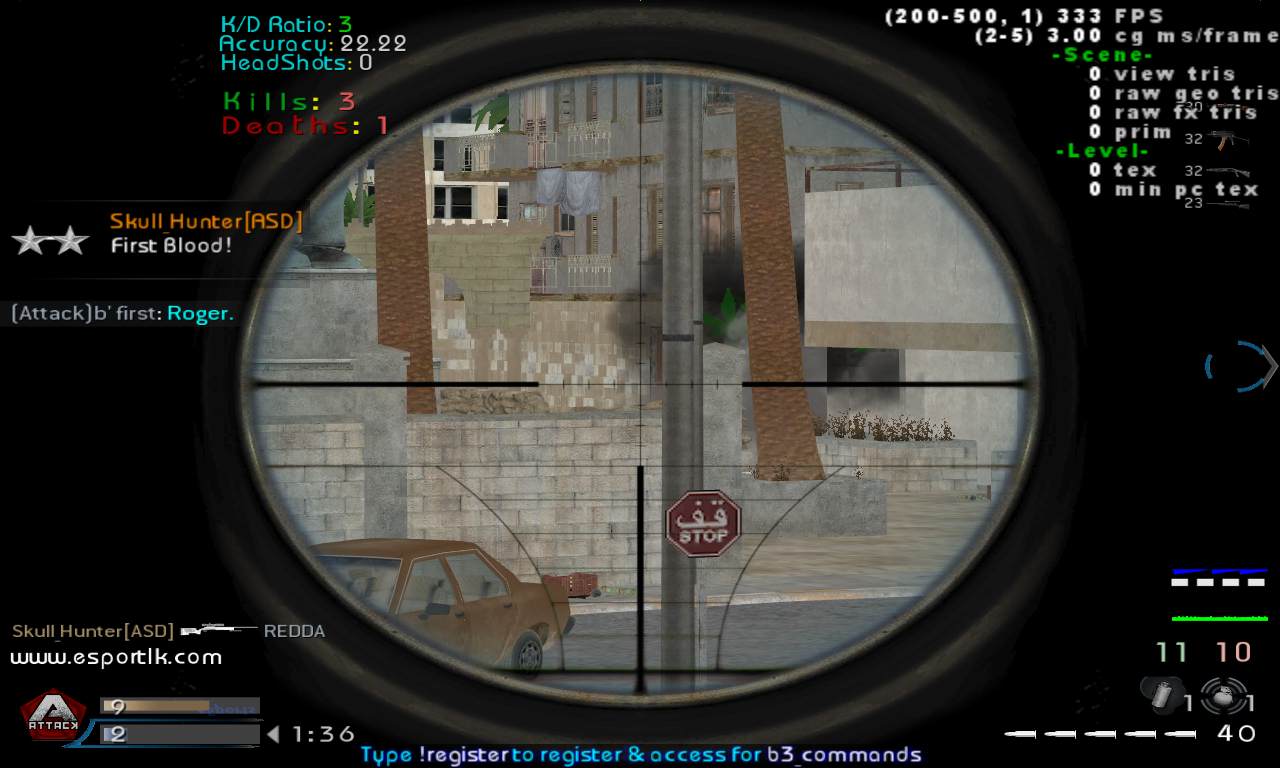 K/D Ratio: 3
Accuracy: 22.22
HeadShots: 0
Kills: 3
Deaths: 1
(200-500, 1) 333 FPS
(2-5) 3.00 cg ms/frame
-Scene-
0 view tris
0 raw geo tris
0 raw fx tris
0 prim
32
-Level-
0 tex
32
0 min pc tex
23
Skull_Hunter[ASD]
First Blood!
(Attack)b' first: Roger.
قف
STOP
Skull_Hunter[ASD] REDDA
www.esportlk.com
11 10
1 1
ATTACK
9
2
1:36
40
Type !register to register & access for b3_commands